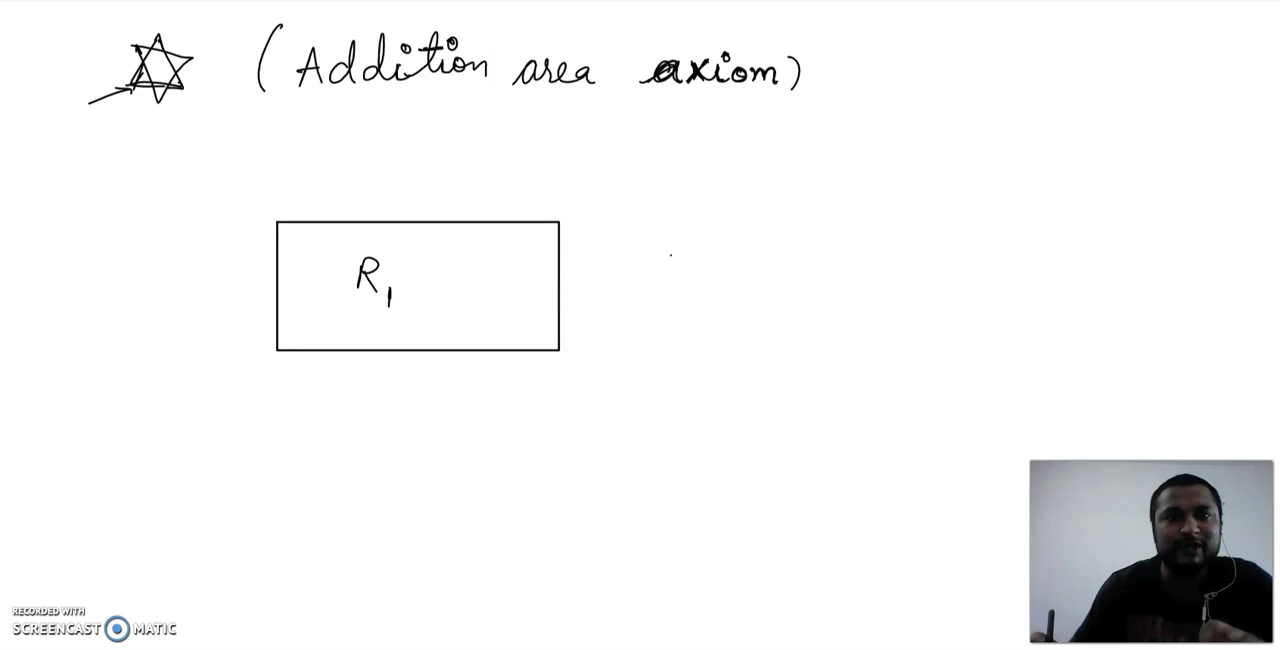 (Addition area axiom)
R1
RECORDED WITH
SCREENCAST MATIC